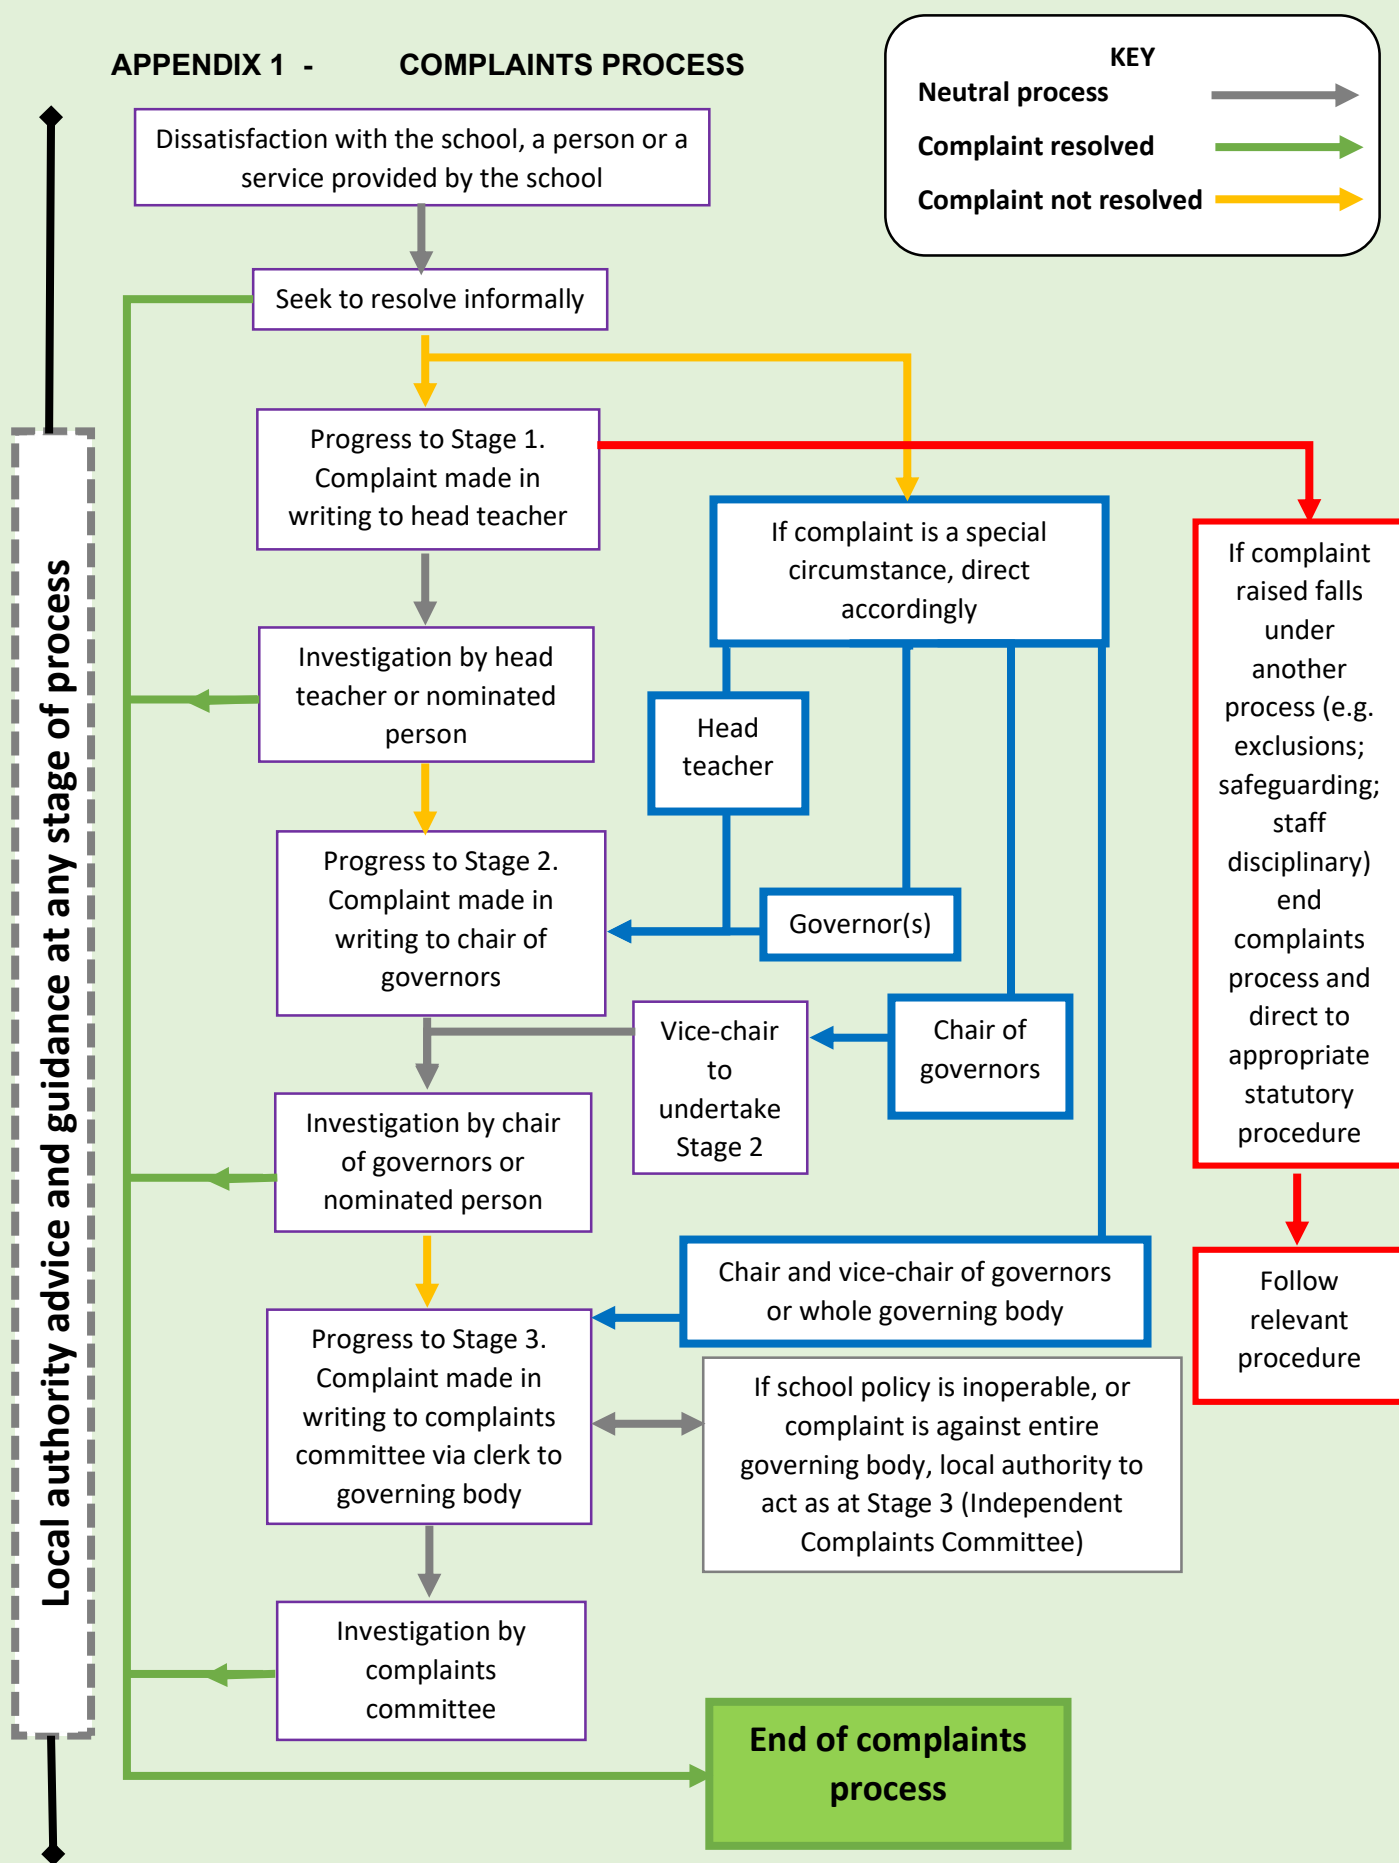 APPENDIX 1 - COMPLAINTS PROCESS
KEY
Neutral process
Complaint resolved
Complaint not resolved
Dissatisfaction with the school, a person or a
service provided by the school
Seek to resolve informally
Progress to Stage 1.
Complaint made in
writing to head teacher
If complaint is a special
circumstance, direct
accordingly
If complaint
raised falls
under
another
process (e.g.
exclusions;
safeguarding;
staff
disciplinary)
end
complaints
process and
direct to
appropriate
statutory
procedure
Investigation by head
teacher or nominated
person
Head
teacher
Progress to Stage 2.
Complaint made in
writing to chair of
governors
Governor(s)
Vice-chair
to
undertake
Stage 2
Chair of
governors
Investigation by chair
of governors or
nominated person
Chair and vice-chair of governors
or whole governing body
Follow
relevant
procedure
Progress to Stage 3.
Complaint made in
writing to complaints
committee via clerk to
governing body
If school policy is inoperable, or
complaint is against entire
governing body, local authority to
act as at Stage 3 (Independent
Complaints Committee)
Investigation by
complaints
committee
End of complaints
process
Local authority advice and guidance at any stage of process